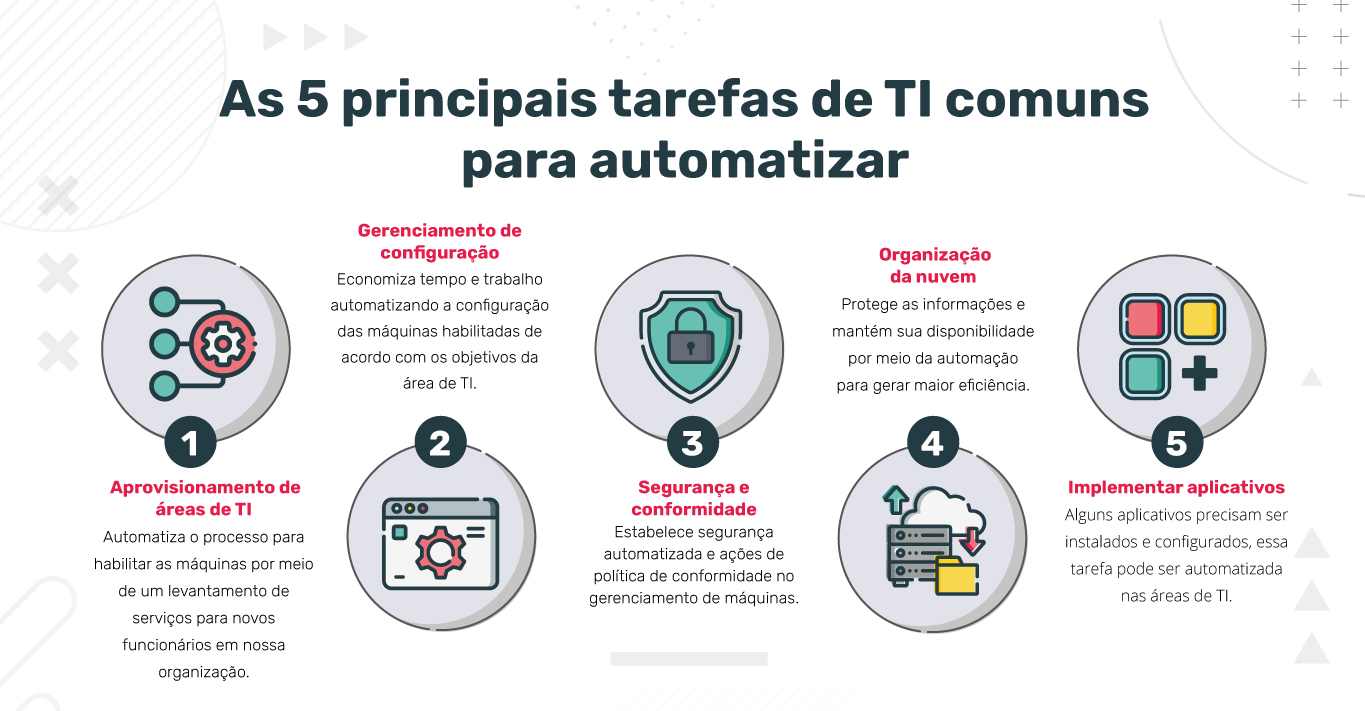 As 5 principais tarefas de TI comuns
para automatizar
1
Aprovisionamento de
áreas de TI
Automatiza o processo para
habilitar as máquinas por meio
de um levantamento de
serviços para novos
funcionários em nossa
organização.
Gerenciamento de
configuração
Economiza tempo e trabalho
automatizando a configuração
das máquinas habilitadas de
acordo com os objetivos da
área de TI.
2
3
Segurança e
conformidade
Estabelece segurança
automatizada e ações de
política de conformidade no
gerenciamento de máquinas.
Organização
da nuvem
Protege as informações e
mantém sua disponibilidade
por meio da automação
para gerar maior eficiência.
4
5
Implementar aplicativos
Alguns aplicativos precisam ser
instalados e configurados, essa
tarefa pode ser automatizada
nas áreas de TI.